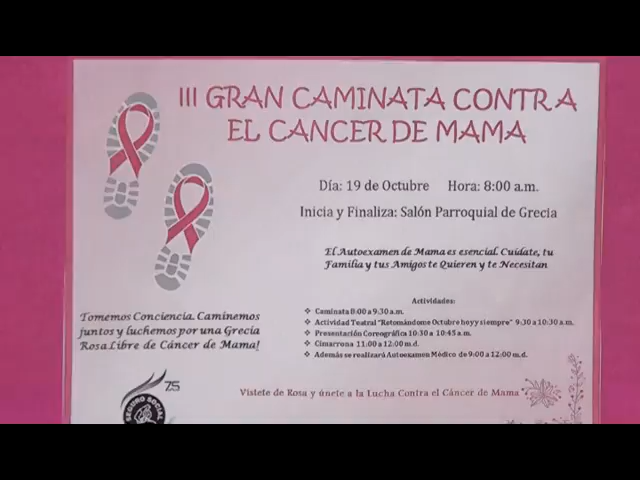 III GRAN CAMINATA CONTRA
EL CANCER DE MAMA
Día: 19 de Octubre Hora: 8:00 a.m.
Inicia y Finaliza: Salón Parroquial de Grecia
El Autoexamen de Mama es esencial. Cuídate, tu
Familia y tus Amigos te Quieren y te Necesitan
Tomemos Conciencia. Caminemos
juntos y luchemos por una Grecia
Rosa Libre de Cáncer de Mama!
Actividades:
❖ Caminata 8:00 a 9:30 a.m.
❖ Actividad Teatral "Retomándome Octubre hoy y siempre" 9:30 a 10:30 a.m.
❖ Presentación Coreográfica 10:30 a 10:45 a.m.
❖ Cimarrona 11:00 a 12:00 m.d.
❖ Además se realizará Autoexamen Médico de 9:00 a 12:00 m.d.
75
SEGURO SOCIAL
Vístete de Rosa y únete a la Lucha Contra el Cáncer de Mama